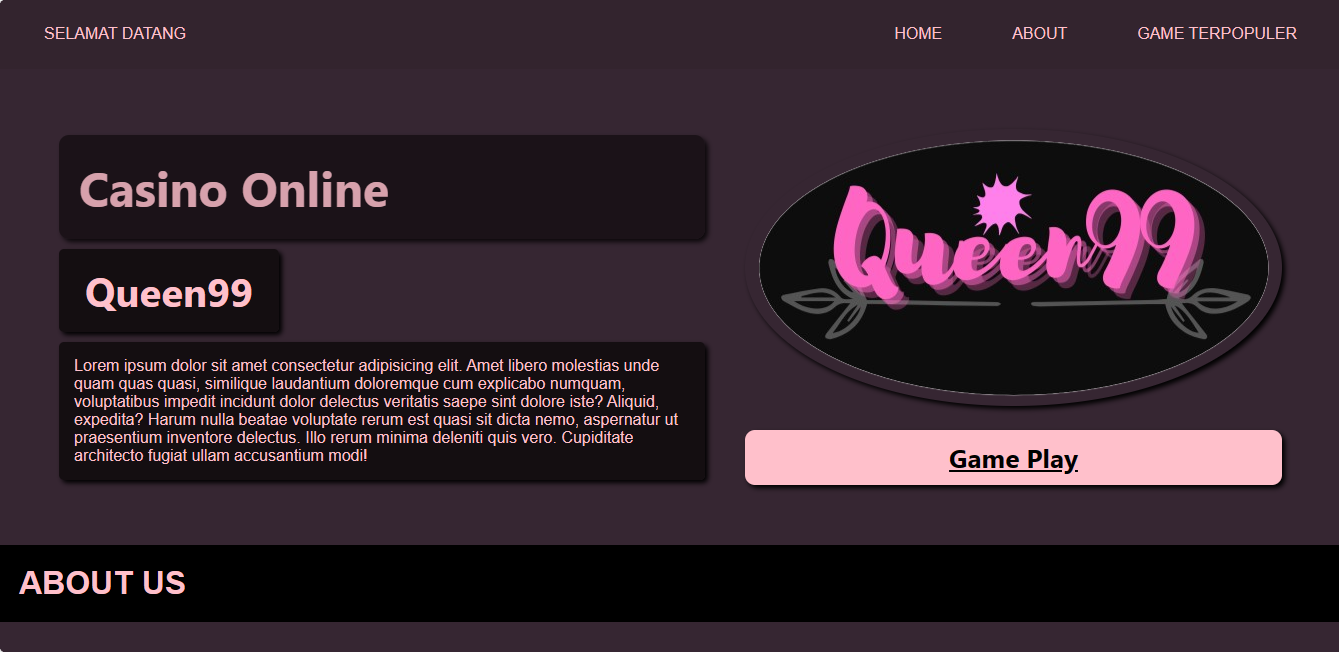 SELAMAT DATANG
HOME
ABOUT
GAME TERPOPULER
Casino Online
Queen99
Lorem ipsum dolor sit amet consectetur adipisicing elit. Amet libero molestias unde
quam quas quasi, similique laudantium doloremque cum explicabo numquam,
voluptatibus impedit incidunt dolor delectus veritatis saepe sint dolore iste? Aliquid,
expedita? Harum nulla beatae voluptate rerum est quasi sit dicta nemo, aspernatur ut
praesentium inventore delectus. Illo rerum minima deleniti quis vero. Cupiditate
architecto fugiat ullam accusantium modi!
Queen99
Game Play
ABOUT US